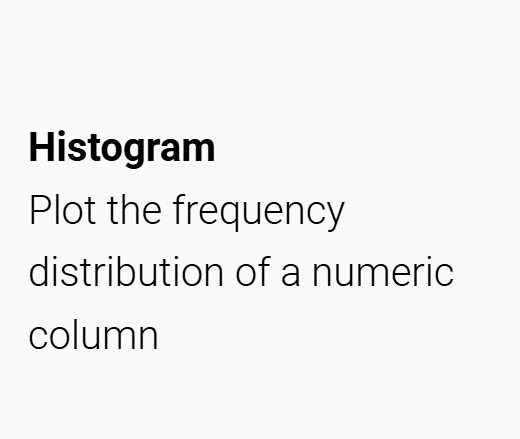 Histogram
Plot the frequency
distribution of a numeric
column